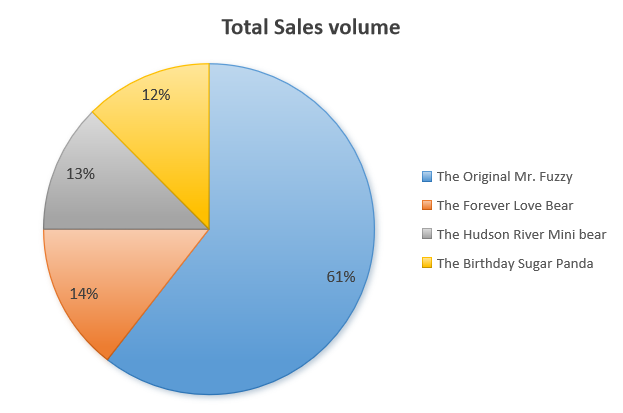 Total Sales volume
12%
13%
14%
61%
The Original Mr. Fuzzy
The Forever Love Bear
The Hudson River Mini bear
The Birthday Sugar Panda